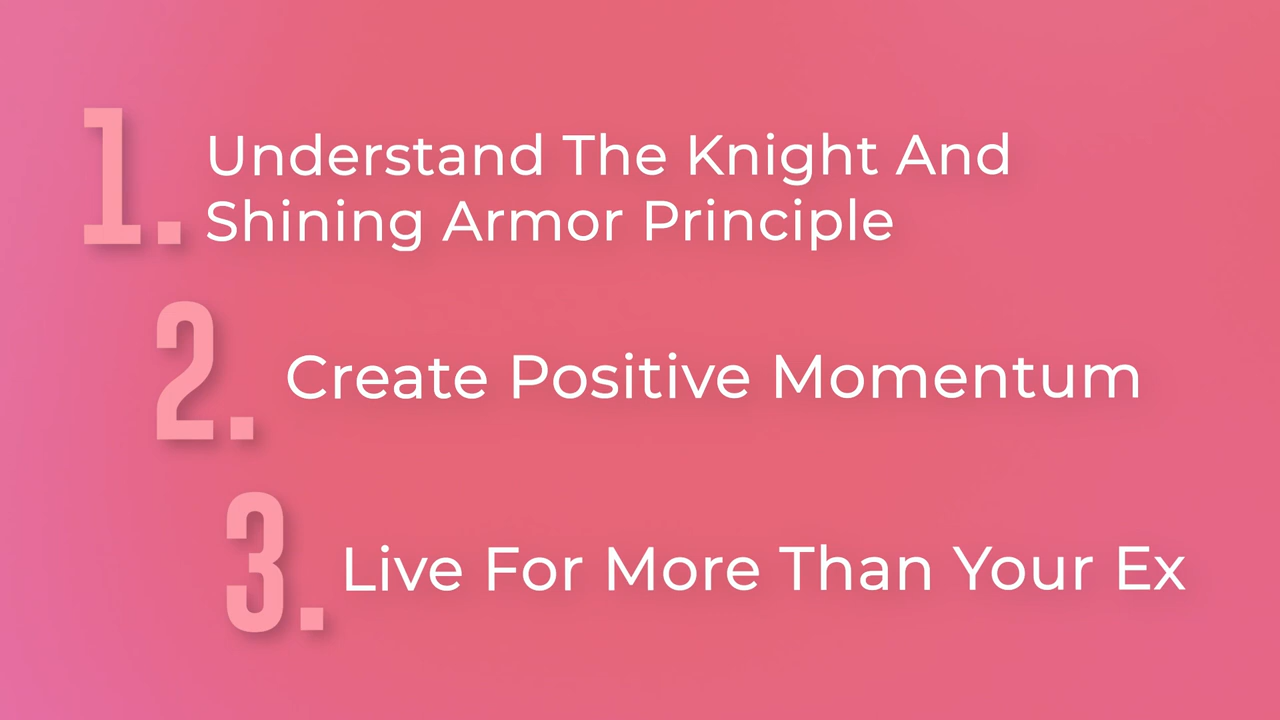 1. Understand The Knight And
Shining Armor Principle
2. Create Positive Momentum
3. Live For More Than Your Ex